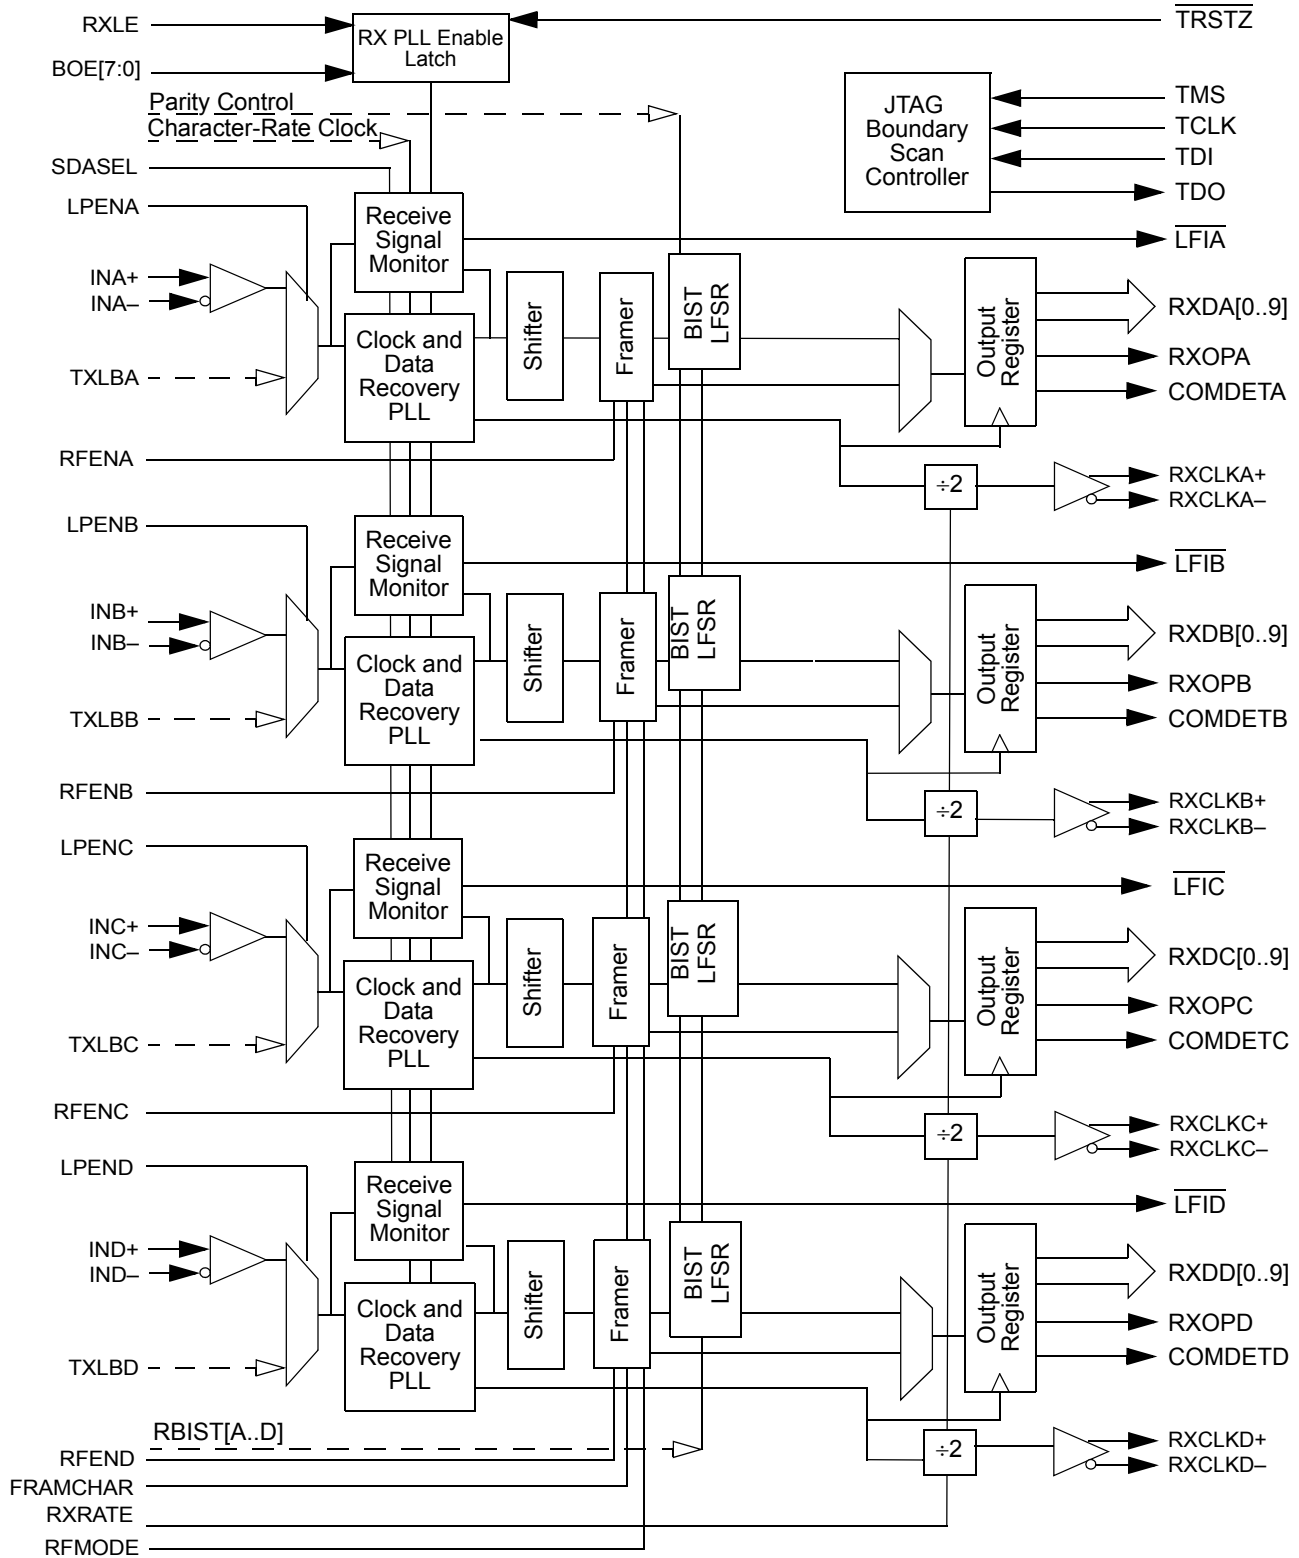 RXLE
RX PLL Enable
Latch
TRSTZ
BOE[7:0]
Parity Control
Character-Rate Clock
JTAG
Boundary
Scan
Controller
TMS
TCLK
TDI
TDO
SDASEL
LPENA
Receive
Signal
Monitor
LFIA
INA+
INA–
TXLBA
Clock and
Data
Recovery
PLL
Shifter
Framer
BIST
LFSR
Output
Register
RXDA[0..9]
RXOPA
COMDETA
RFENA
÷2
RXCLKA+
RXCLKA–
LPENB
Receive
Signal
Monitor
LFIB
INB+
INB–
TXLBB
Clock and
Data
Recovery
PLL
Shifter
Framer
BIST
LFSR
Output
Register
RXDB[0..9]
RXOPB
COMDETB
RFENB
÷2
RXCLKB+
RXCLKB–
LPENC
Receive
Signal
Monitor
LFIC
INC+
INC–
TXLBC
Clock and
Data
Recovery
PLL
Shifter
Framer
BIST
LFSR
Output
Register
RXDC[0..9]
RXOPC
COMDETC
RFENC
÷2
RXCLKC+
RXCLKC–
LPEND
Receive
Signal
Monitor
LFID
IND+
IND–
TXLBD
Clock and
Data
Recovery
PLL
Shifter
Framer
BIST
LFSR
Output
Register
RXDD[0..9]
RXOPD
COMDETD
RBIST[A..D]
÷2
RXCLKD+
RXCLKD–
RFEND
FRAMCHAR
RXRATE
RFMODE